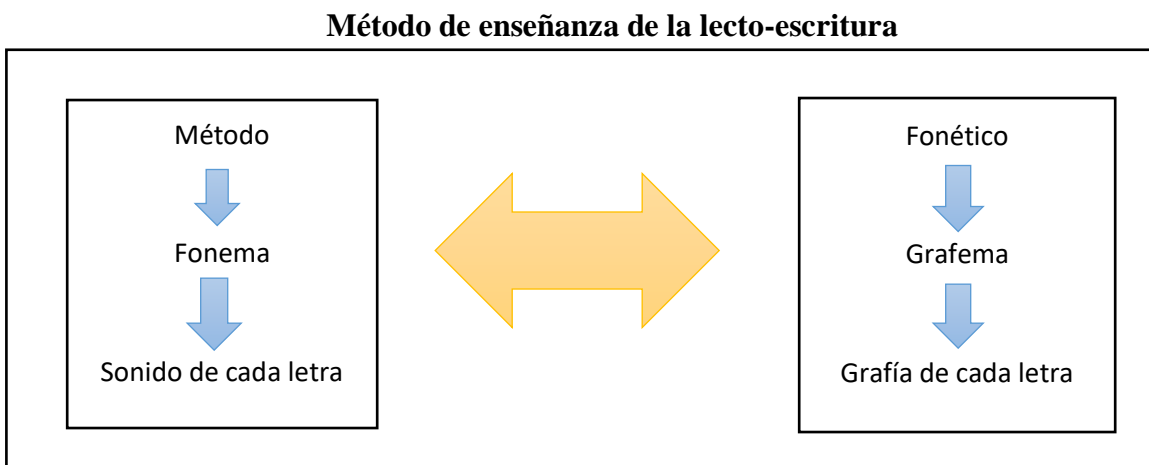 Método de enseñanza de la lecto-escritura
Método
Fonema
Sonido de cada letra
Fonético
Grafema
Grafía de cada letra